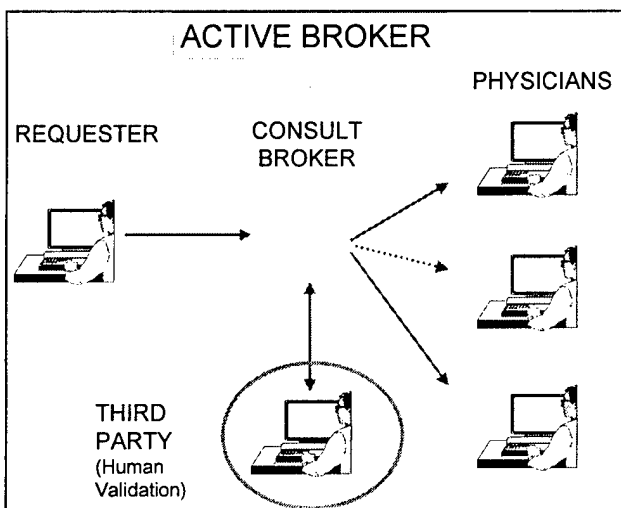 ACTIVE BROKER
PHYSICIANS
REQUESTER
CONSULT
BROKER
THIRD
PARTY
(Human
Validation)